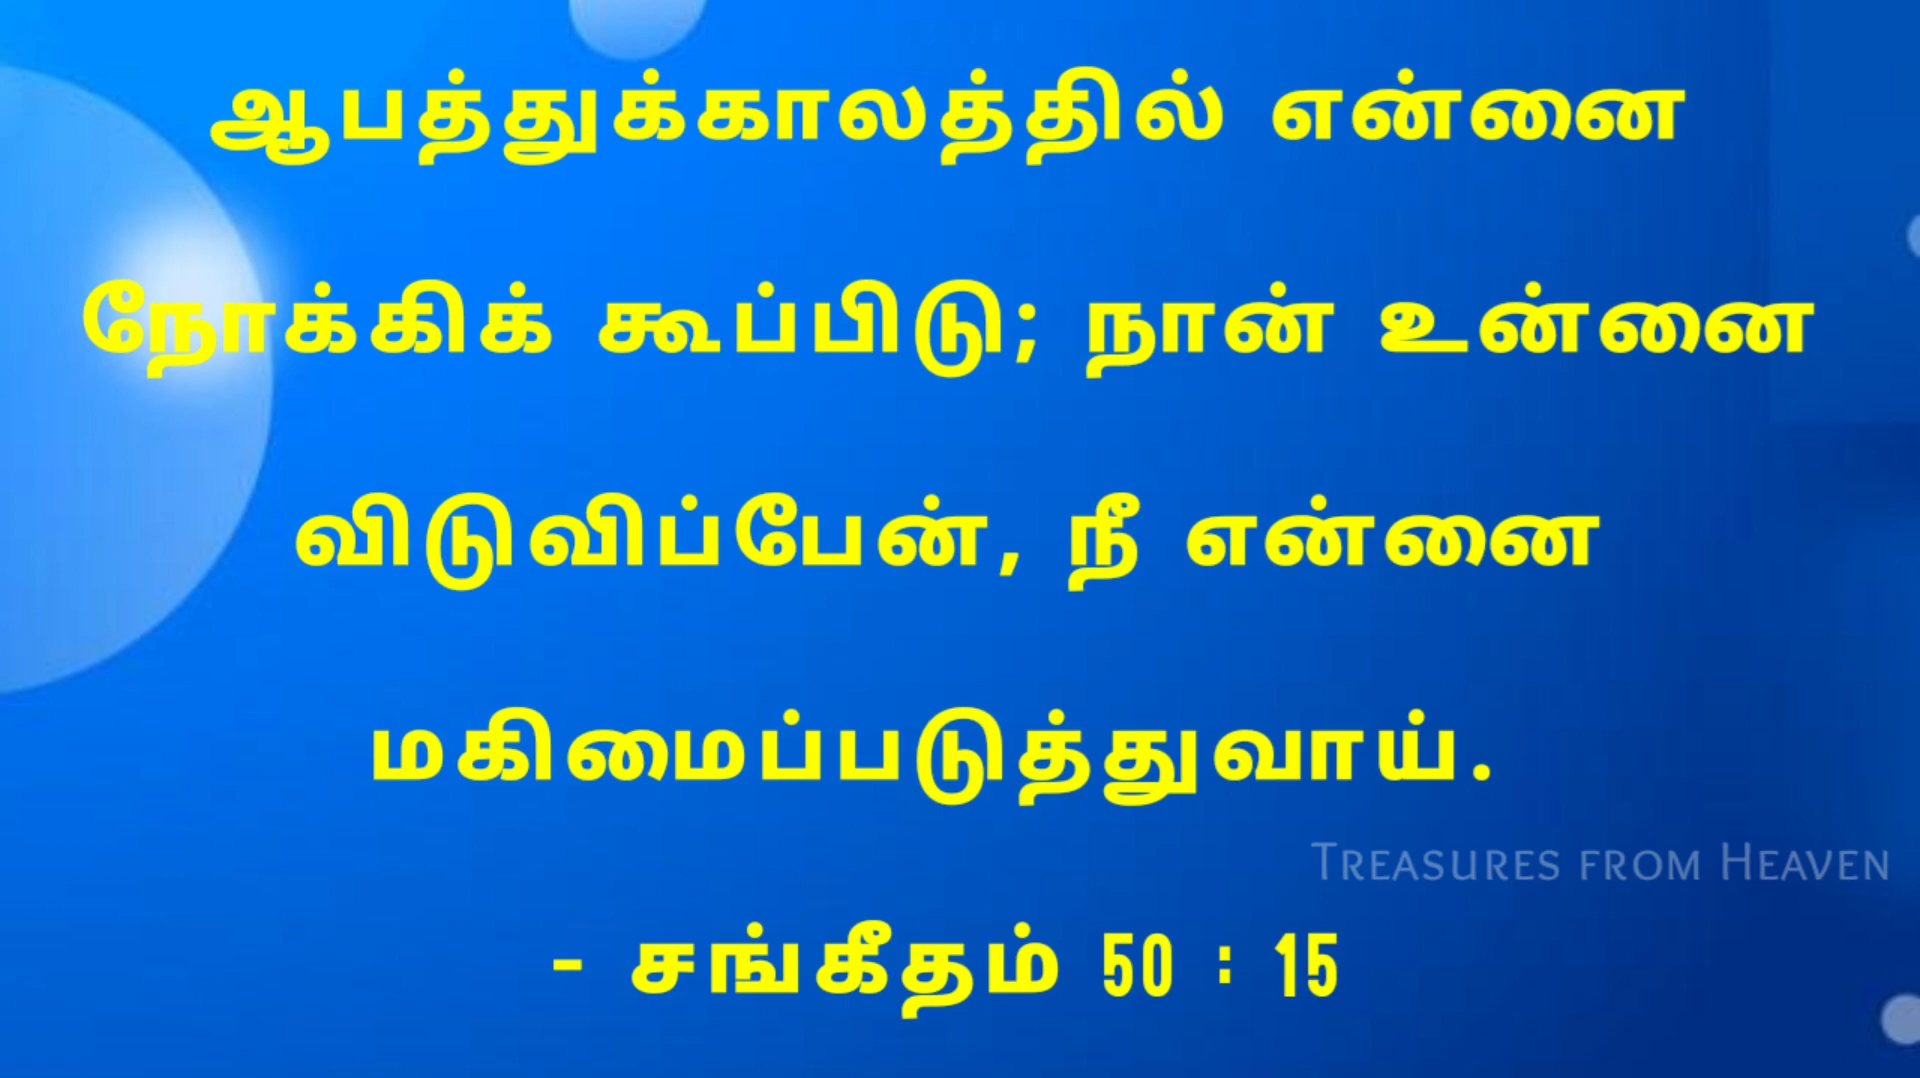 ஆபத்துக்காலத்தில் என்னை
நோக்கிக் கூப்பிடு; நான் உன்னை
விடுவிப்பேன், நீ என்னை
மகிமைப்படுத்துவாய்.
TREASURES FROM HEAVEN
- சங்கீதம் 50 : 15